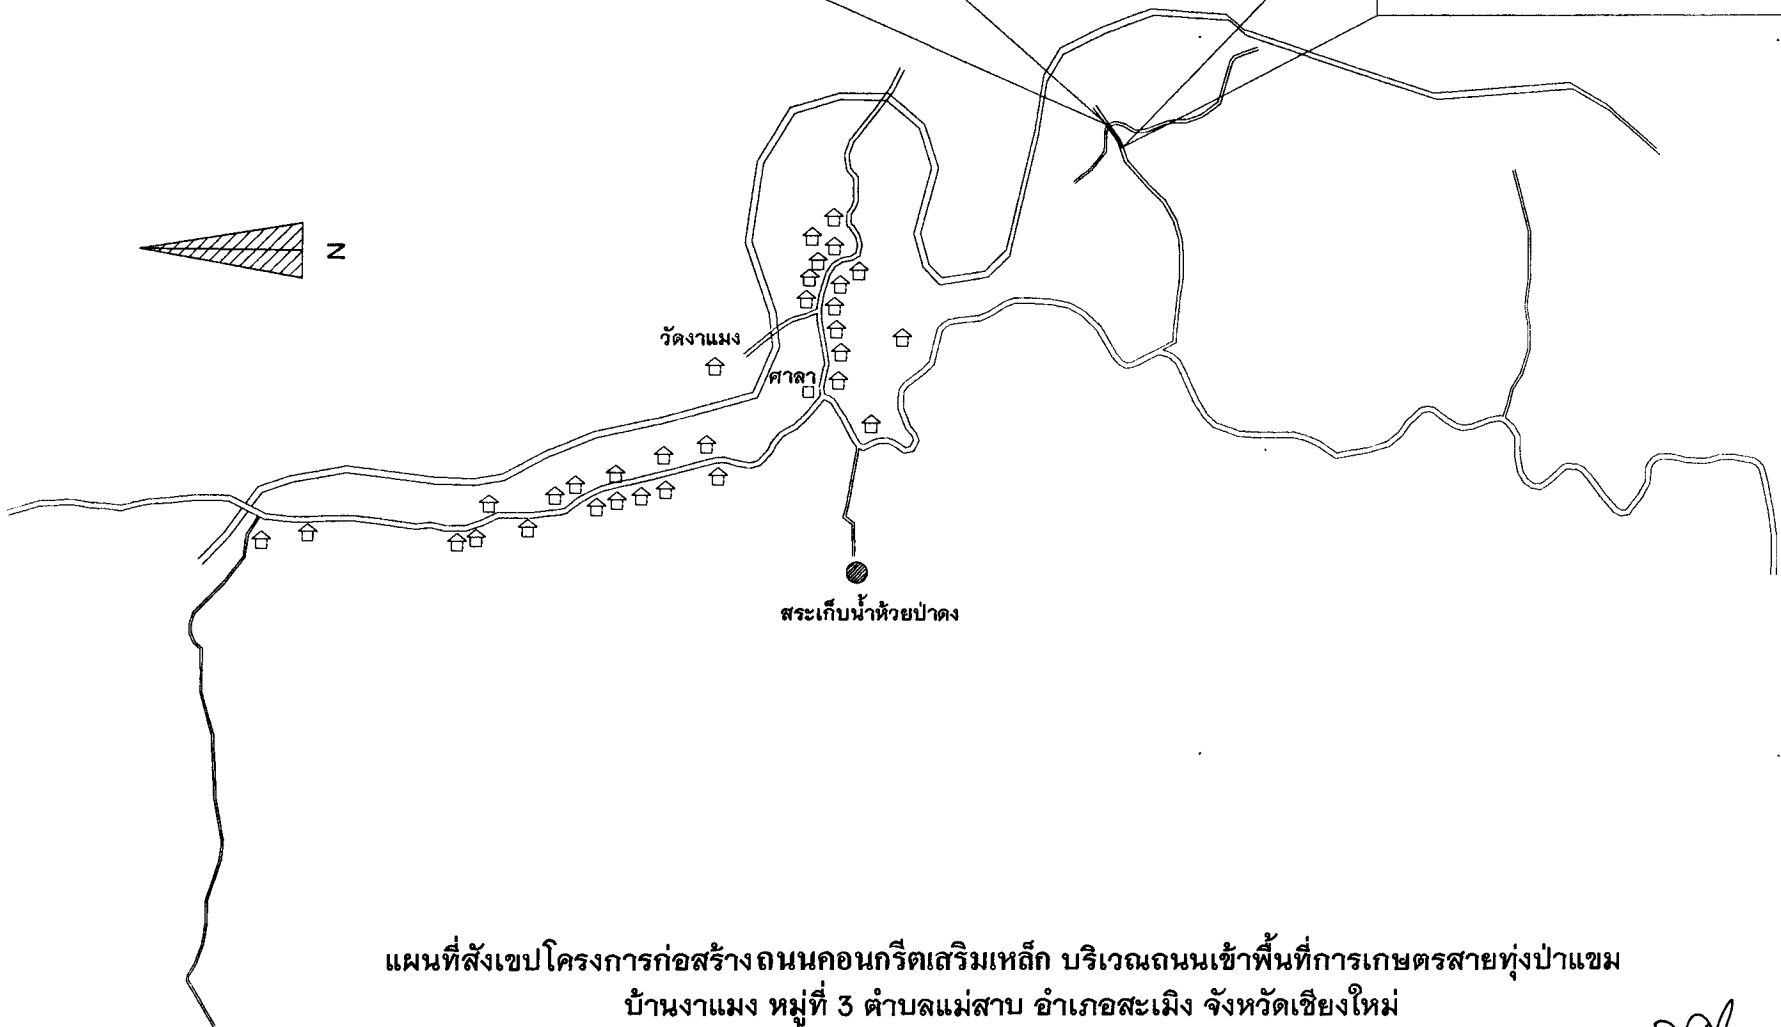 N
วัดงาแมง
ศาลา
สระเก็บน้ำห้วยป่าดง
แผนที่สังเขปโครงการก่อสร้างถนนคอนกรีตเสริมเหล็ก บริเวณถนนเข้าพื้นที่การเกษตรสายทุ่งป่าแขม
บ้านงาแมง หมู่ที่ 3 ตำบลแม่สาบ อำเภอสะเมิง จังหวัดเชียงใหม่